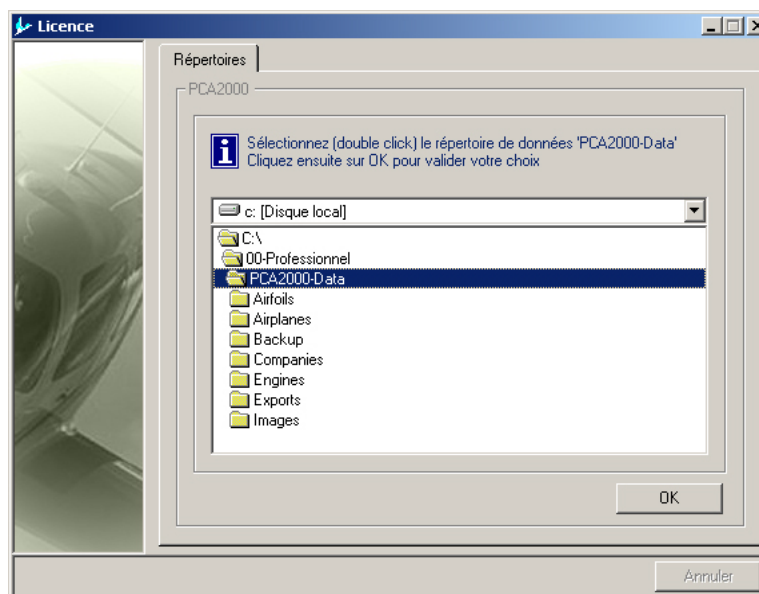 Licence
Répertoires
PCA2000
Sélectionnez (double click) le répertoire de données 'PCA2000-Data'
Cliquez ensuite sur OK pour valider votre choix
c: [Disque local]
C:\
00-Professionnel
PCA2000-Data
Airfoils
Airplanes
Backup
Companies
Engines
Exports
Images
OK
Annuler